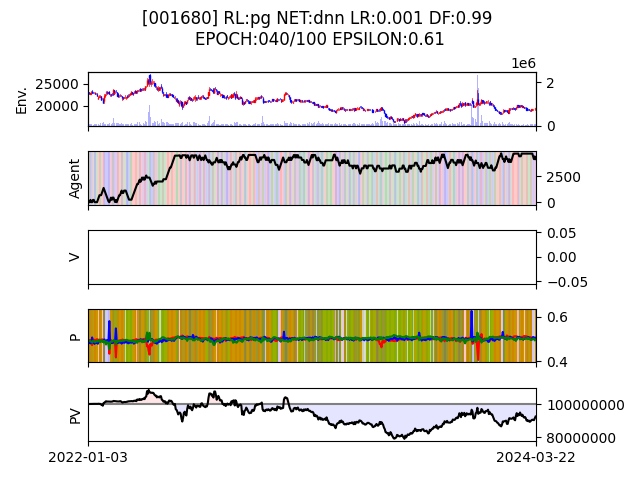 [001680] RL:pg NET:dnn LR:0.001 DF:0.99
EPOCH:040/100 EPSILON:0.61
1e6
Env.
25000
20000
2
0
Agent
2500
0
V
0.05
0.00
−0.05
P
0.6
0.4
PV
100000000
80000000
2022-01-03
2024-03-22